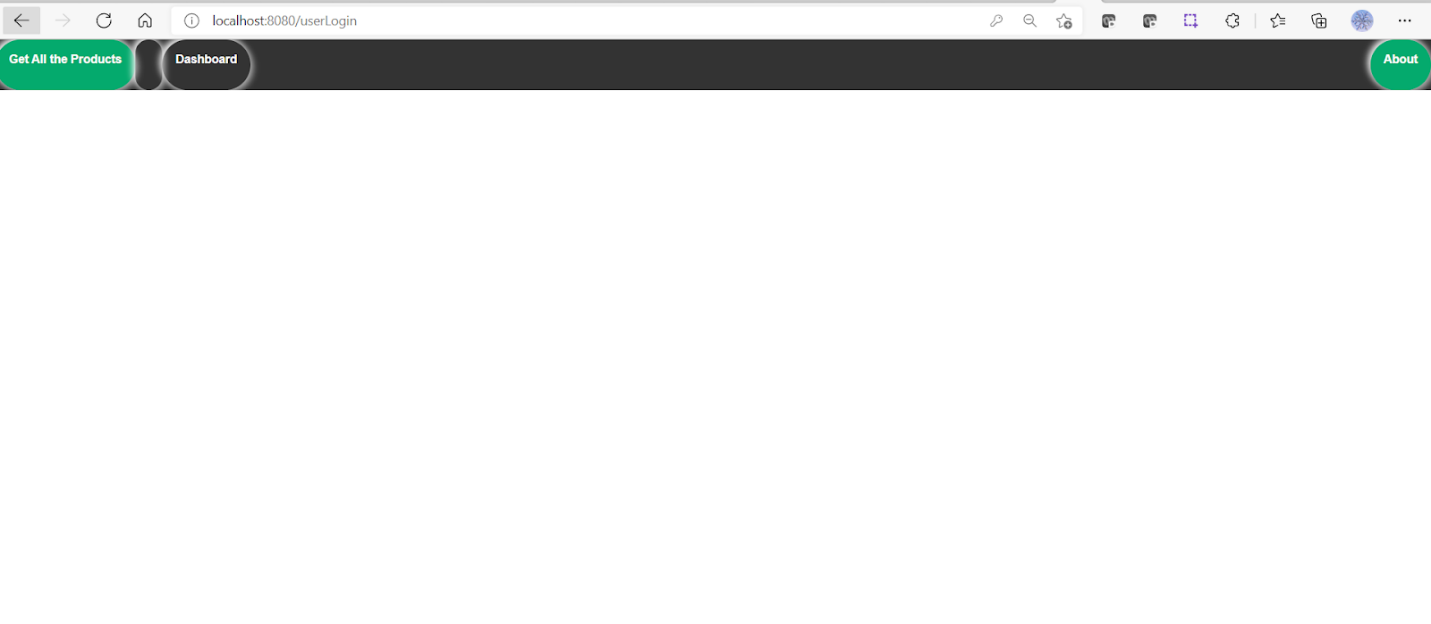 localhost:8080/userLogin
Get All the Products
Dashboard
About